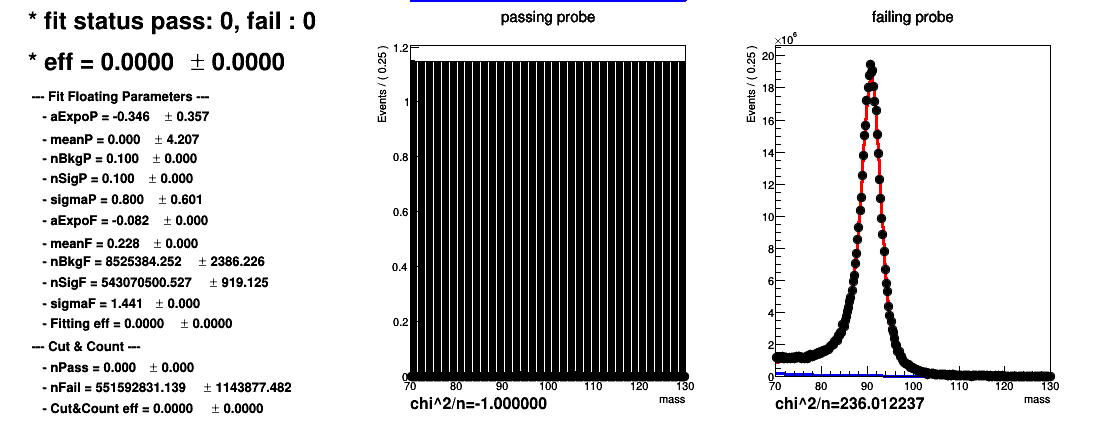 * fit status pass: 0, fail : 0
* eff = 0.0000 ± 0.0000
--- Fit Floating Parameters ---
- aExpoP = -0.346 ± 0.357
- meanP = 0.000 ± 4.207
- nBkgP = 0.100 ± 0.000
- nSigP = 0.100 ± 0.000
- sigmaP = 0.800 ± 0.601
- aExpoF = -0.082 ± 0.000
- meanF = 0.228 ± 0.000
- nBkgF = 8525384.252 ± 2386.226
- nSigF = 543070500.527 ± 919.125
- sigmaF = 1.441 ± 0.000
- Fitting eff = 0.0000 ± 0.0000
--- Cut & Count ---
- nPass = 0.000 ± 0.000
- nFail = 551592831.139 ± 1143877.482
- Cut&Count eff = 0.0000 ± 0.0000
passing probe
Events / ( 0.25 )
1.2
1
0.8
0.6
0.4
0.2
0
70 80 90 100 110 120 130
mass
chi^2/n=-1.000000
failing probe
×10^6
Events / ( 0.25 )
20
18
16
14
12
10
8
6
4
2
0
70 80 90 100 110 120 130
mass
chi^2/n=236.012237